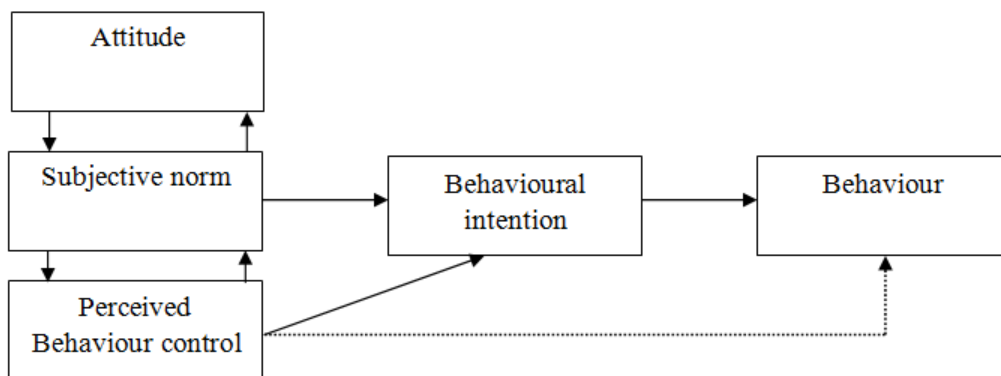 Attitude
Subjective norm
Behavioural
intention
Behaviour
Perceived
Behaviour control